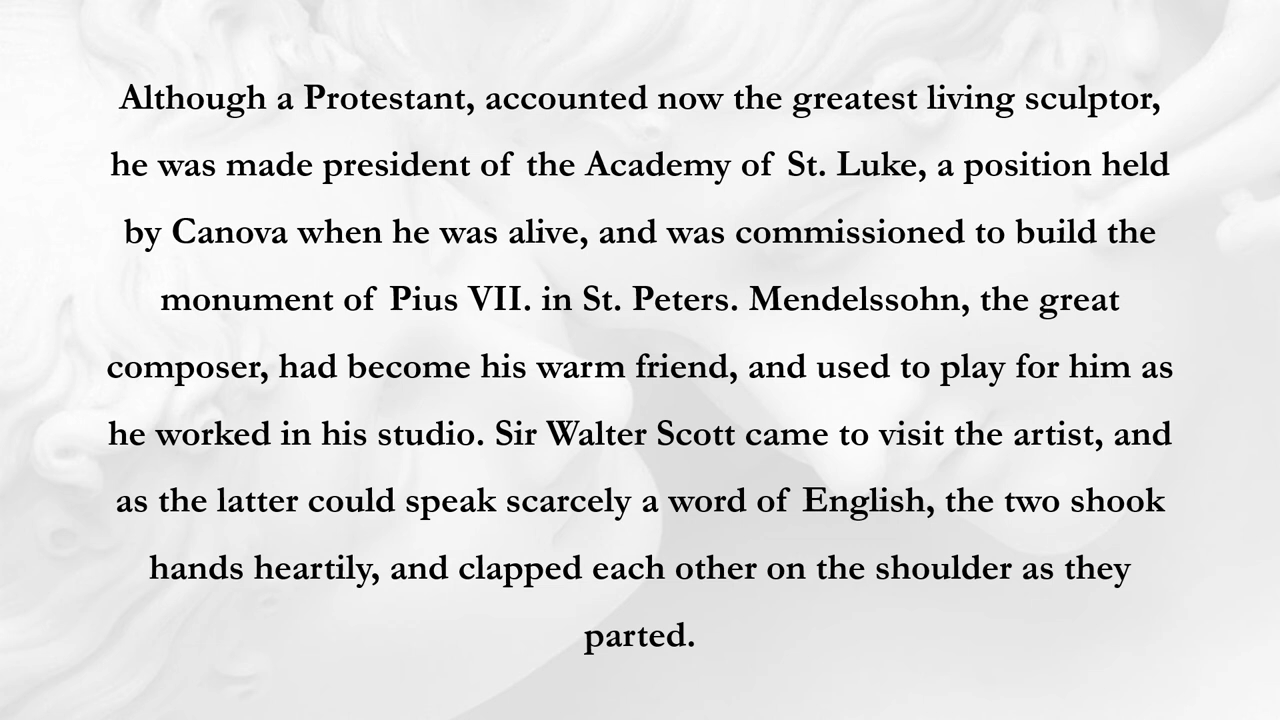 Although a Protestant, accounted now the greatest living sculptor,
he was made president of the Academy of St. Luke, a position held
by Canova when he was alive, and was commissioned to build the
monument of Pius VII. in St. Peters. Mendelssohn, the great
composer, had become his warm friend, and used to play for him as
he worked in his studio. Sir Walter Scott came to visit the artist, and
as the latter could speak scarcely a word of English, the two shook
hands heartily, and clapped each other on the shoulder as they
parted.